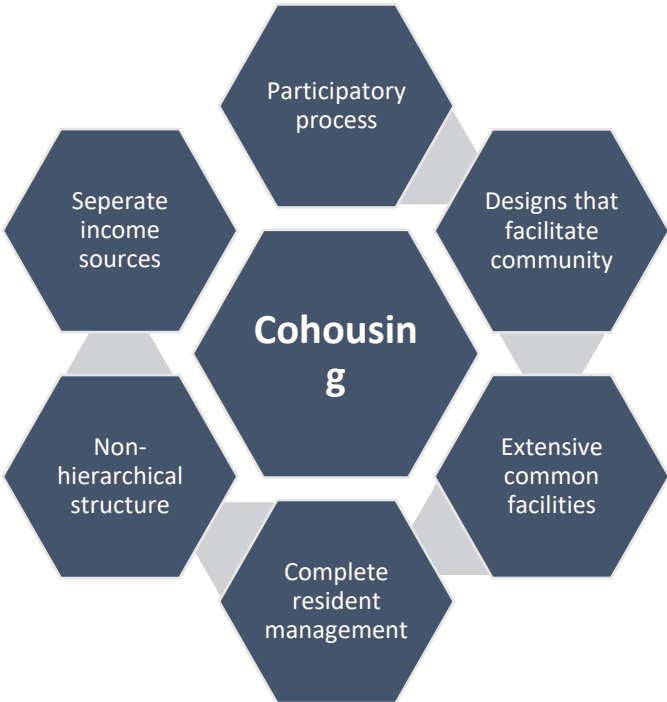 Participatory
process
Designs that
facilitate
community
Extensive
common
facilities
Complete
resident
management
Non-
hierarchical
structure
Seperate
income
sources
Cohousin
g